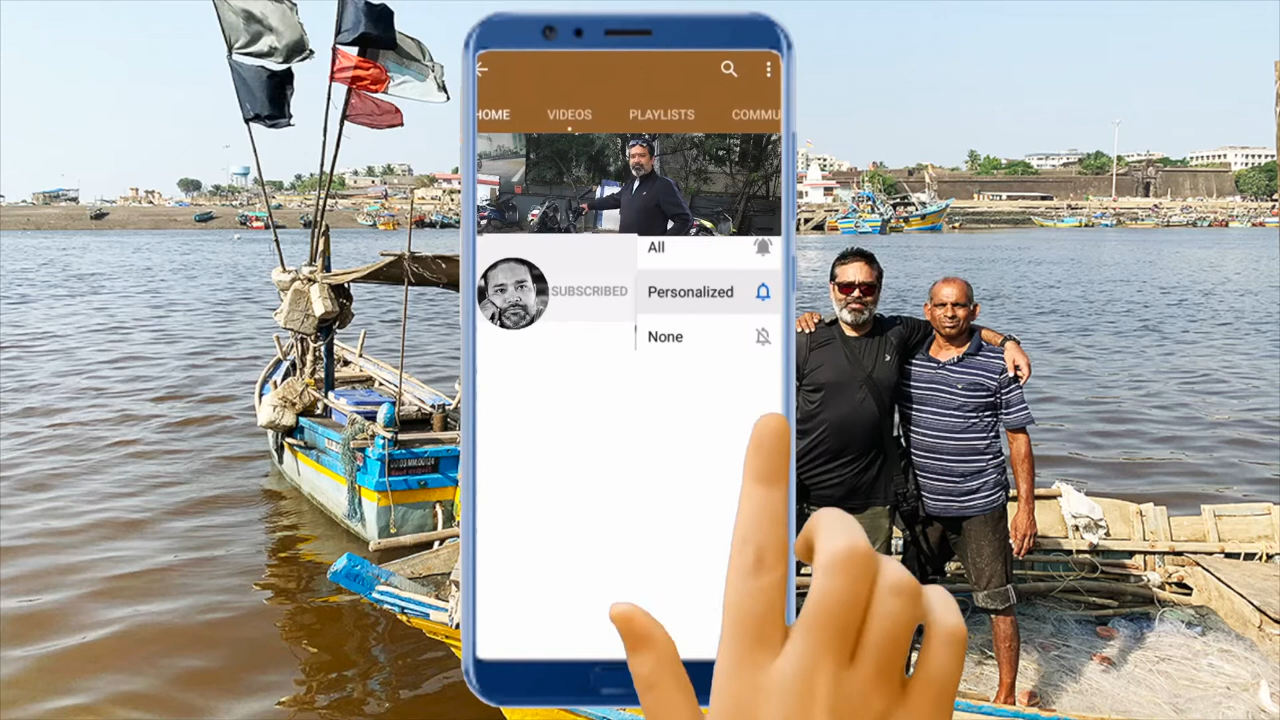 HOME VIDEOS PLAYLISTS COMMU
All
SUBSCRIBED
Personalized
None